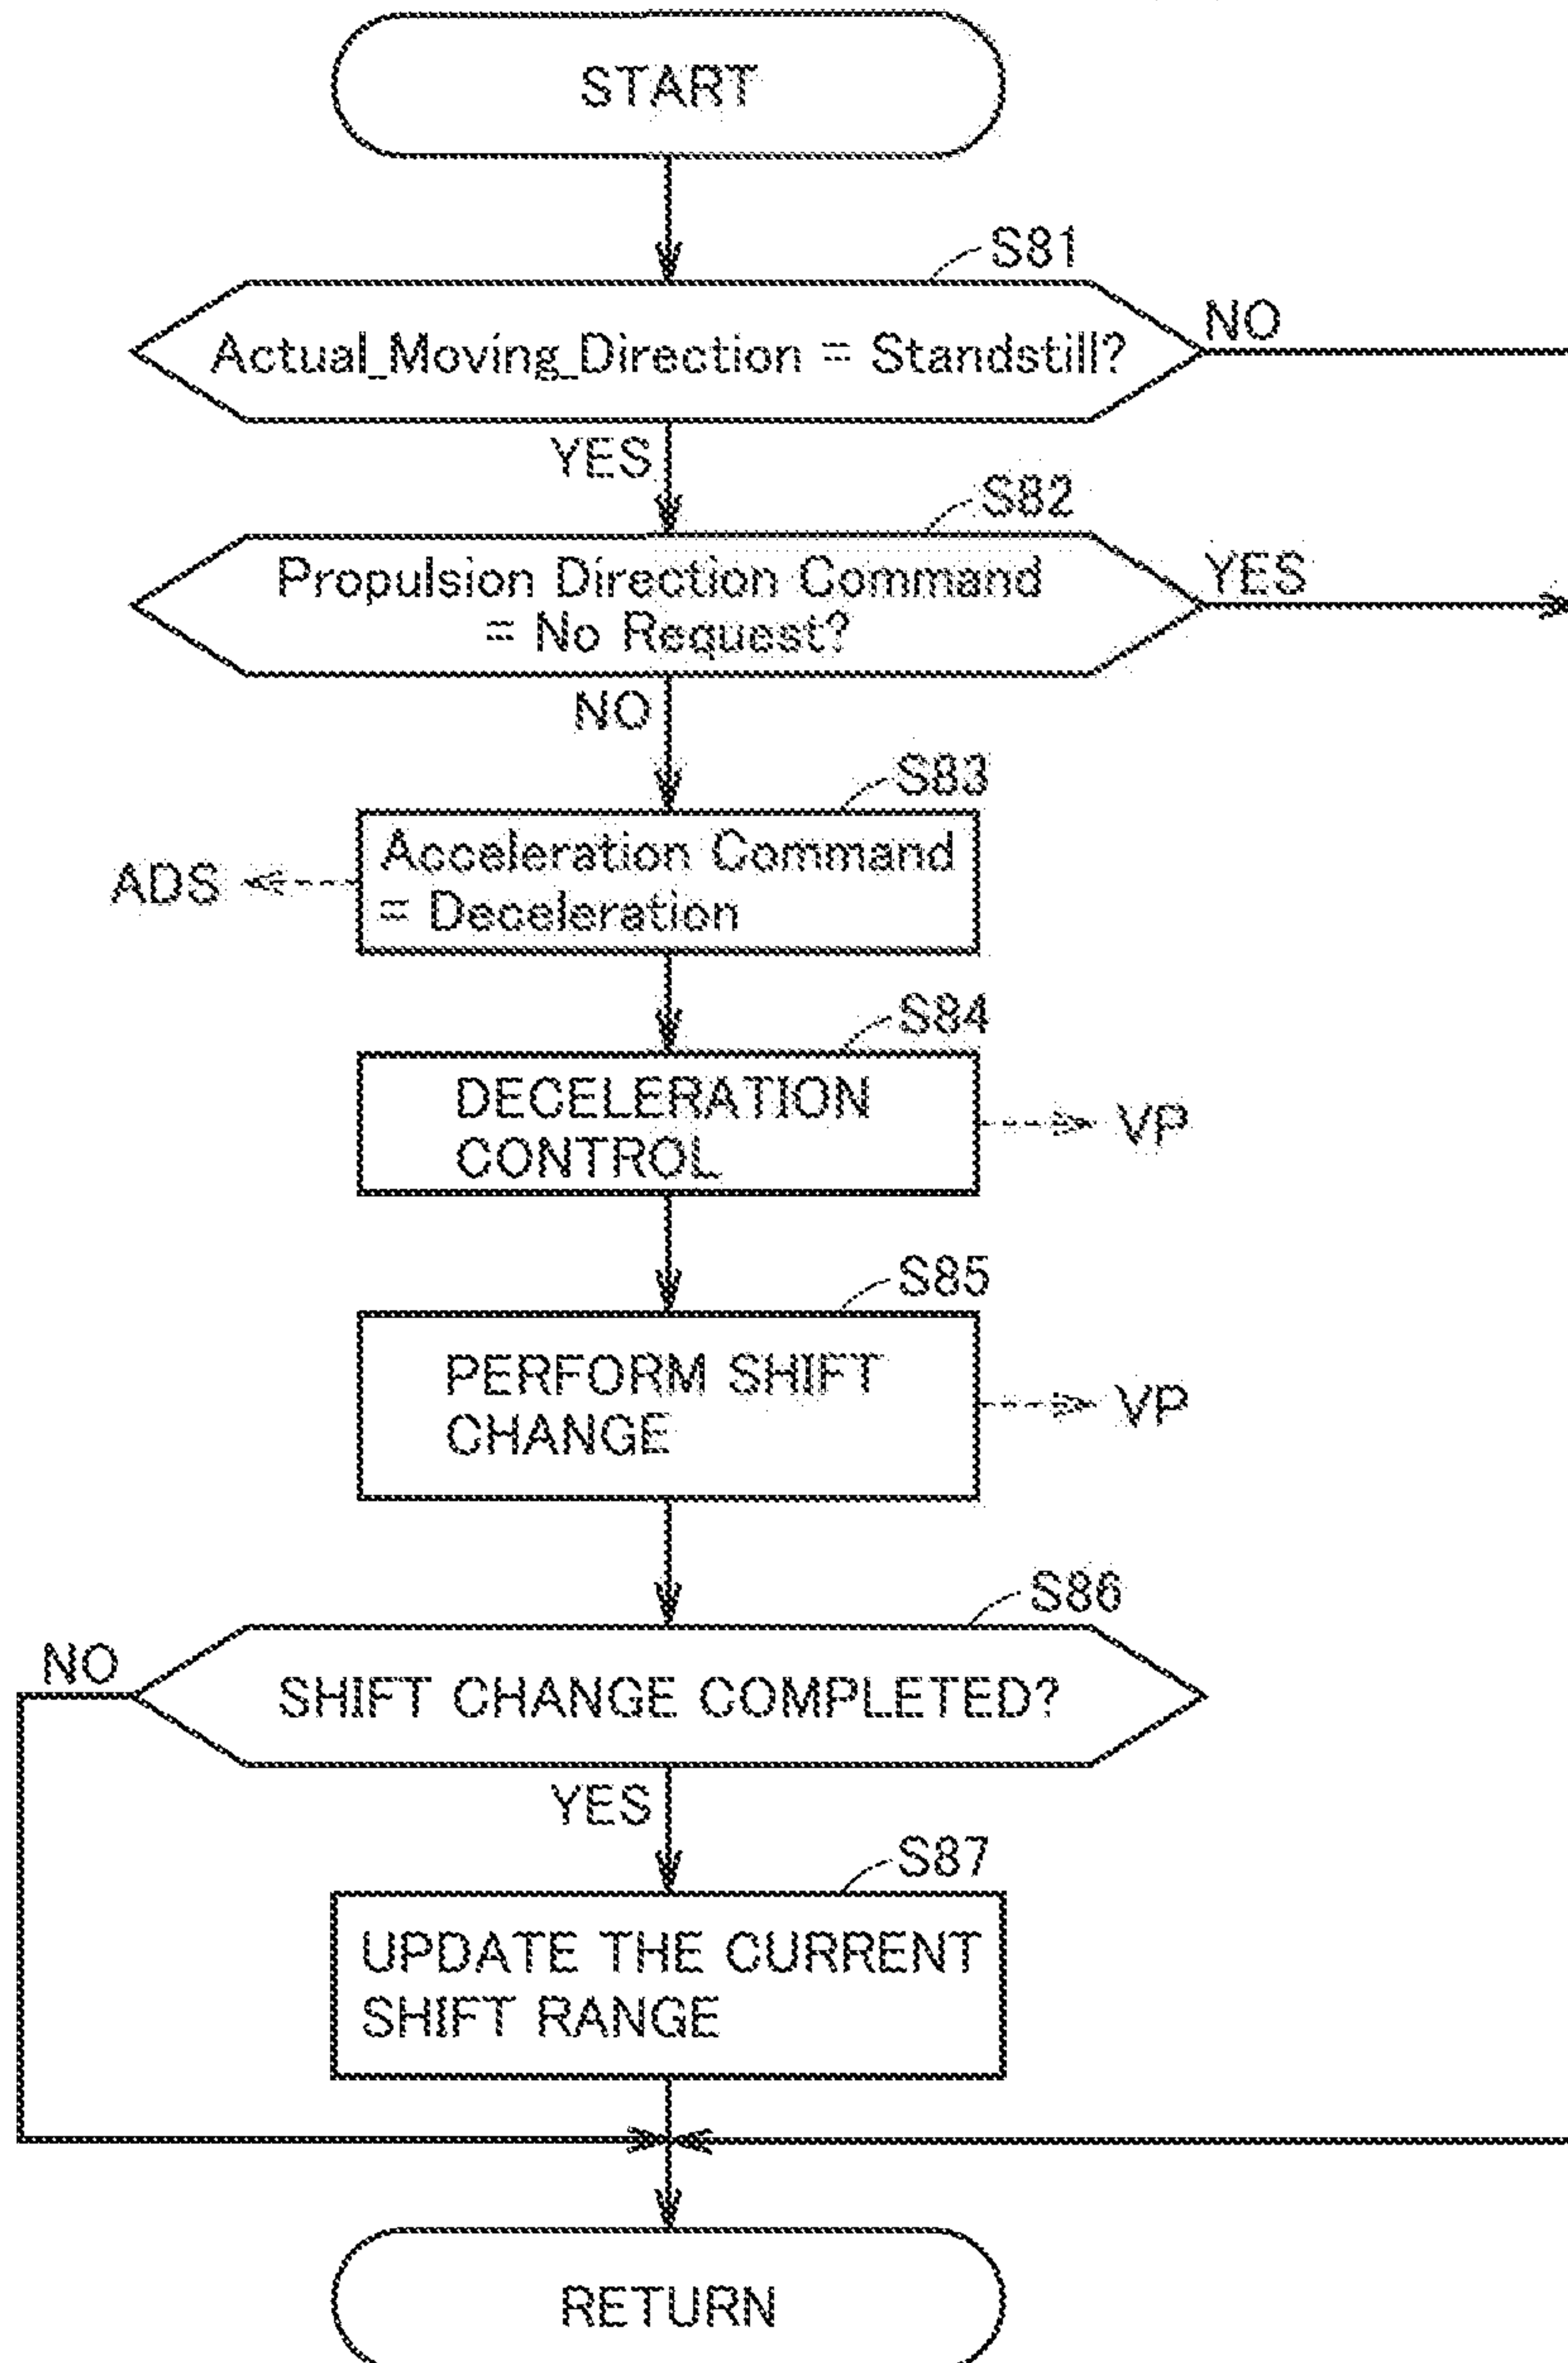 START
S81
Actual_Moving_Direction = Standstill?
NO
YES
S82
Propulsion Direction Command
= No Request?
YES
NO
S83
Acceleration Command
= Deceleration
ADS
S84
DECELERATION
CONTROL
VP
S85
PERFORM SHIFT
CHANGE
VP
S86
NO
SHIFT CHANGE COMPLETED?
YES
S87
UPDATE THE CURRENT
SHIFT RANGE
RETURN